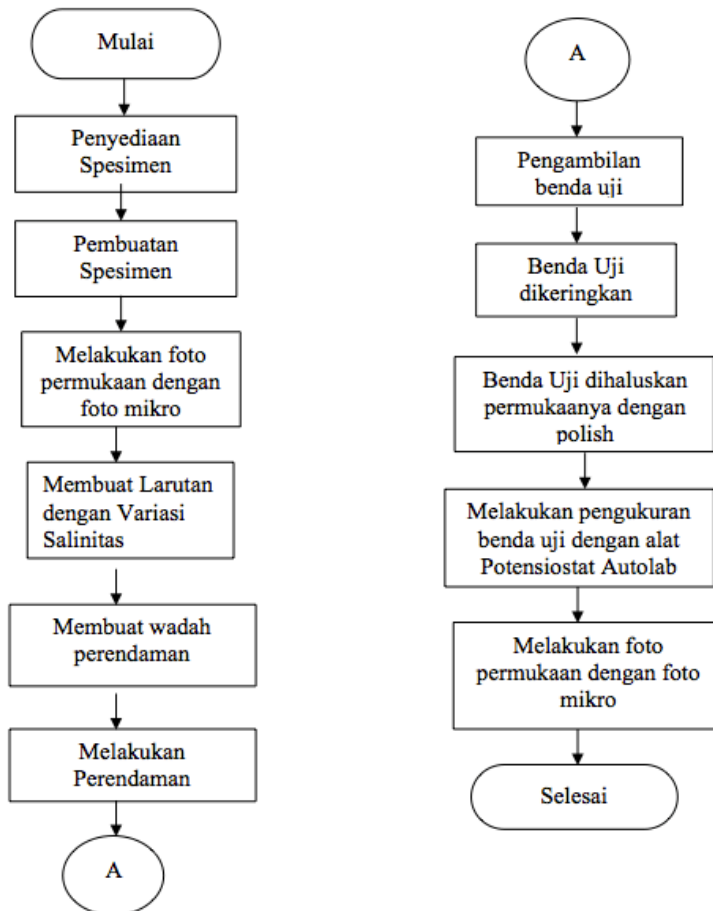 Mulai
Penyediaan
Spesimen
Pembuatan
Spesimen
Melakukan foto
permukaan dengan
foto mikro
Membuat Larutan
dengan Variasi
Salinitas
Membuat wadah
perendaman
Melakukan
Perendaman
A
A
Pengambilan
benda uji
Benda Uji
dikeringkan
Benda Uji dihaluskan
permukaanya dengan
polish
Melakukan pengukuran
benda uji dengan alat
Potensiostat Autolab
Melakukan foto
permukaan dengan foto
mikro
Selesai